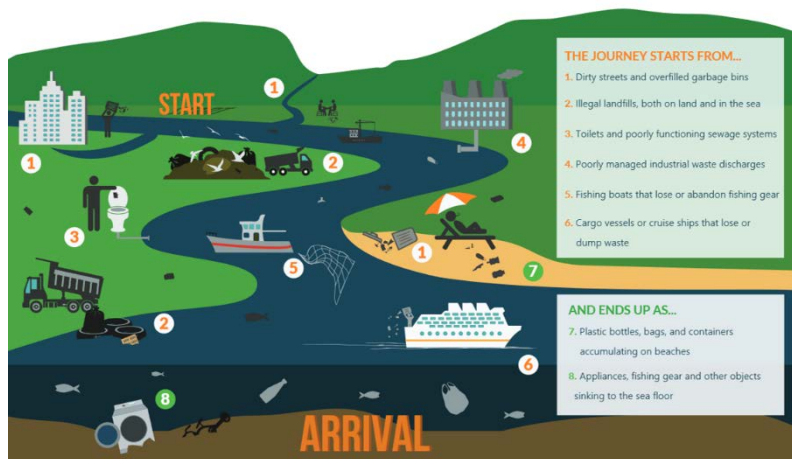 START
1
1
2
3
4
5
1
7
2
6
8
ARRIVAL
THE JOURNEY STARTS FROM...
1. Dirty streets and overfilled garbage bins
2. Illegal landfills, both on land and in the sea
3. Toilets and poorly functioning sewage systems
4. Poorly managed industrial waste discharges
5. Fishing boats that lose or abandon fishing gear
6. Cargo vessels or cruise ships that lose or
dump waste
AND ENDS UP AS...
7. Plastic bottles, bags, and containers
accumulating on beaches
8. Appliances, fishing gear and other objects
sinking to the sea floor